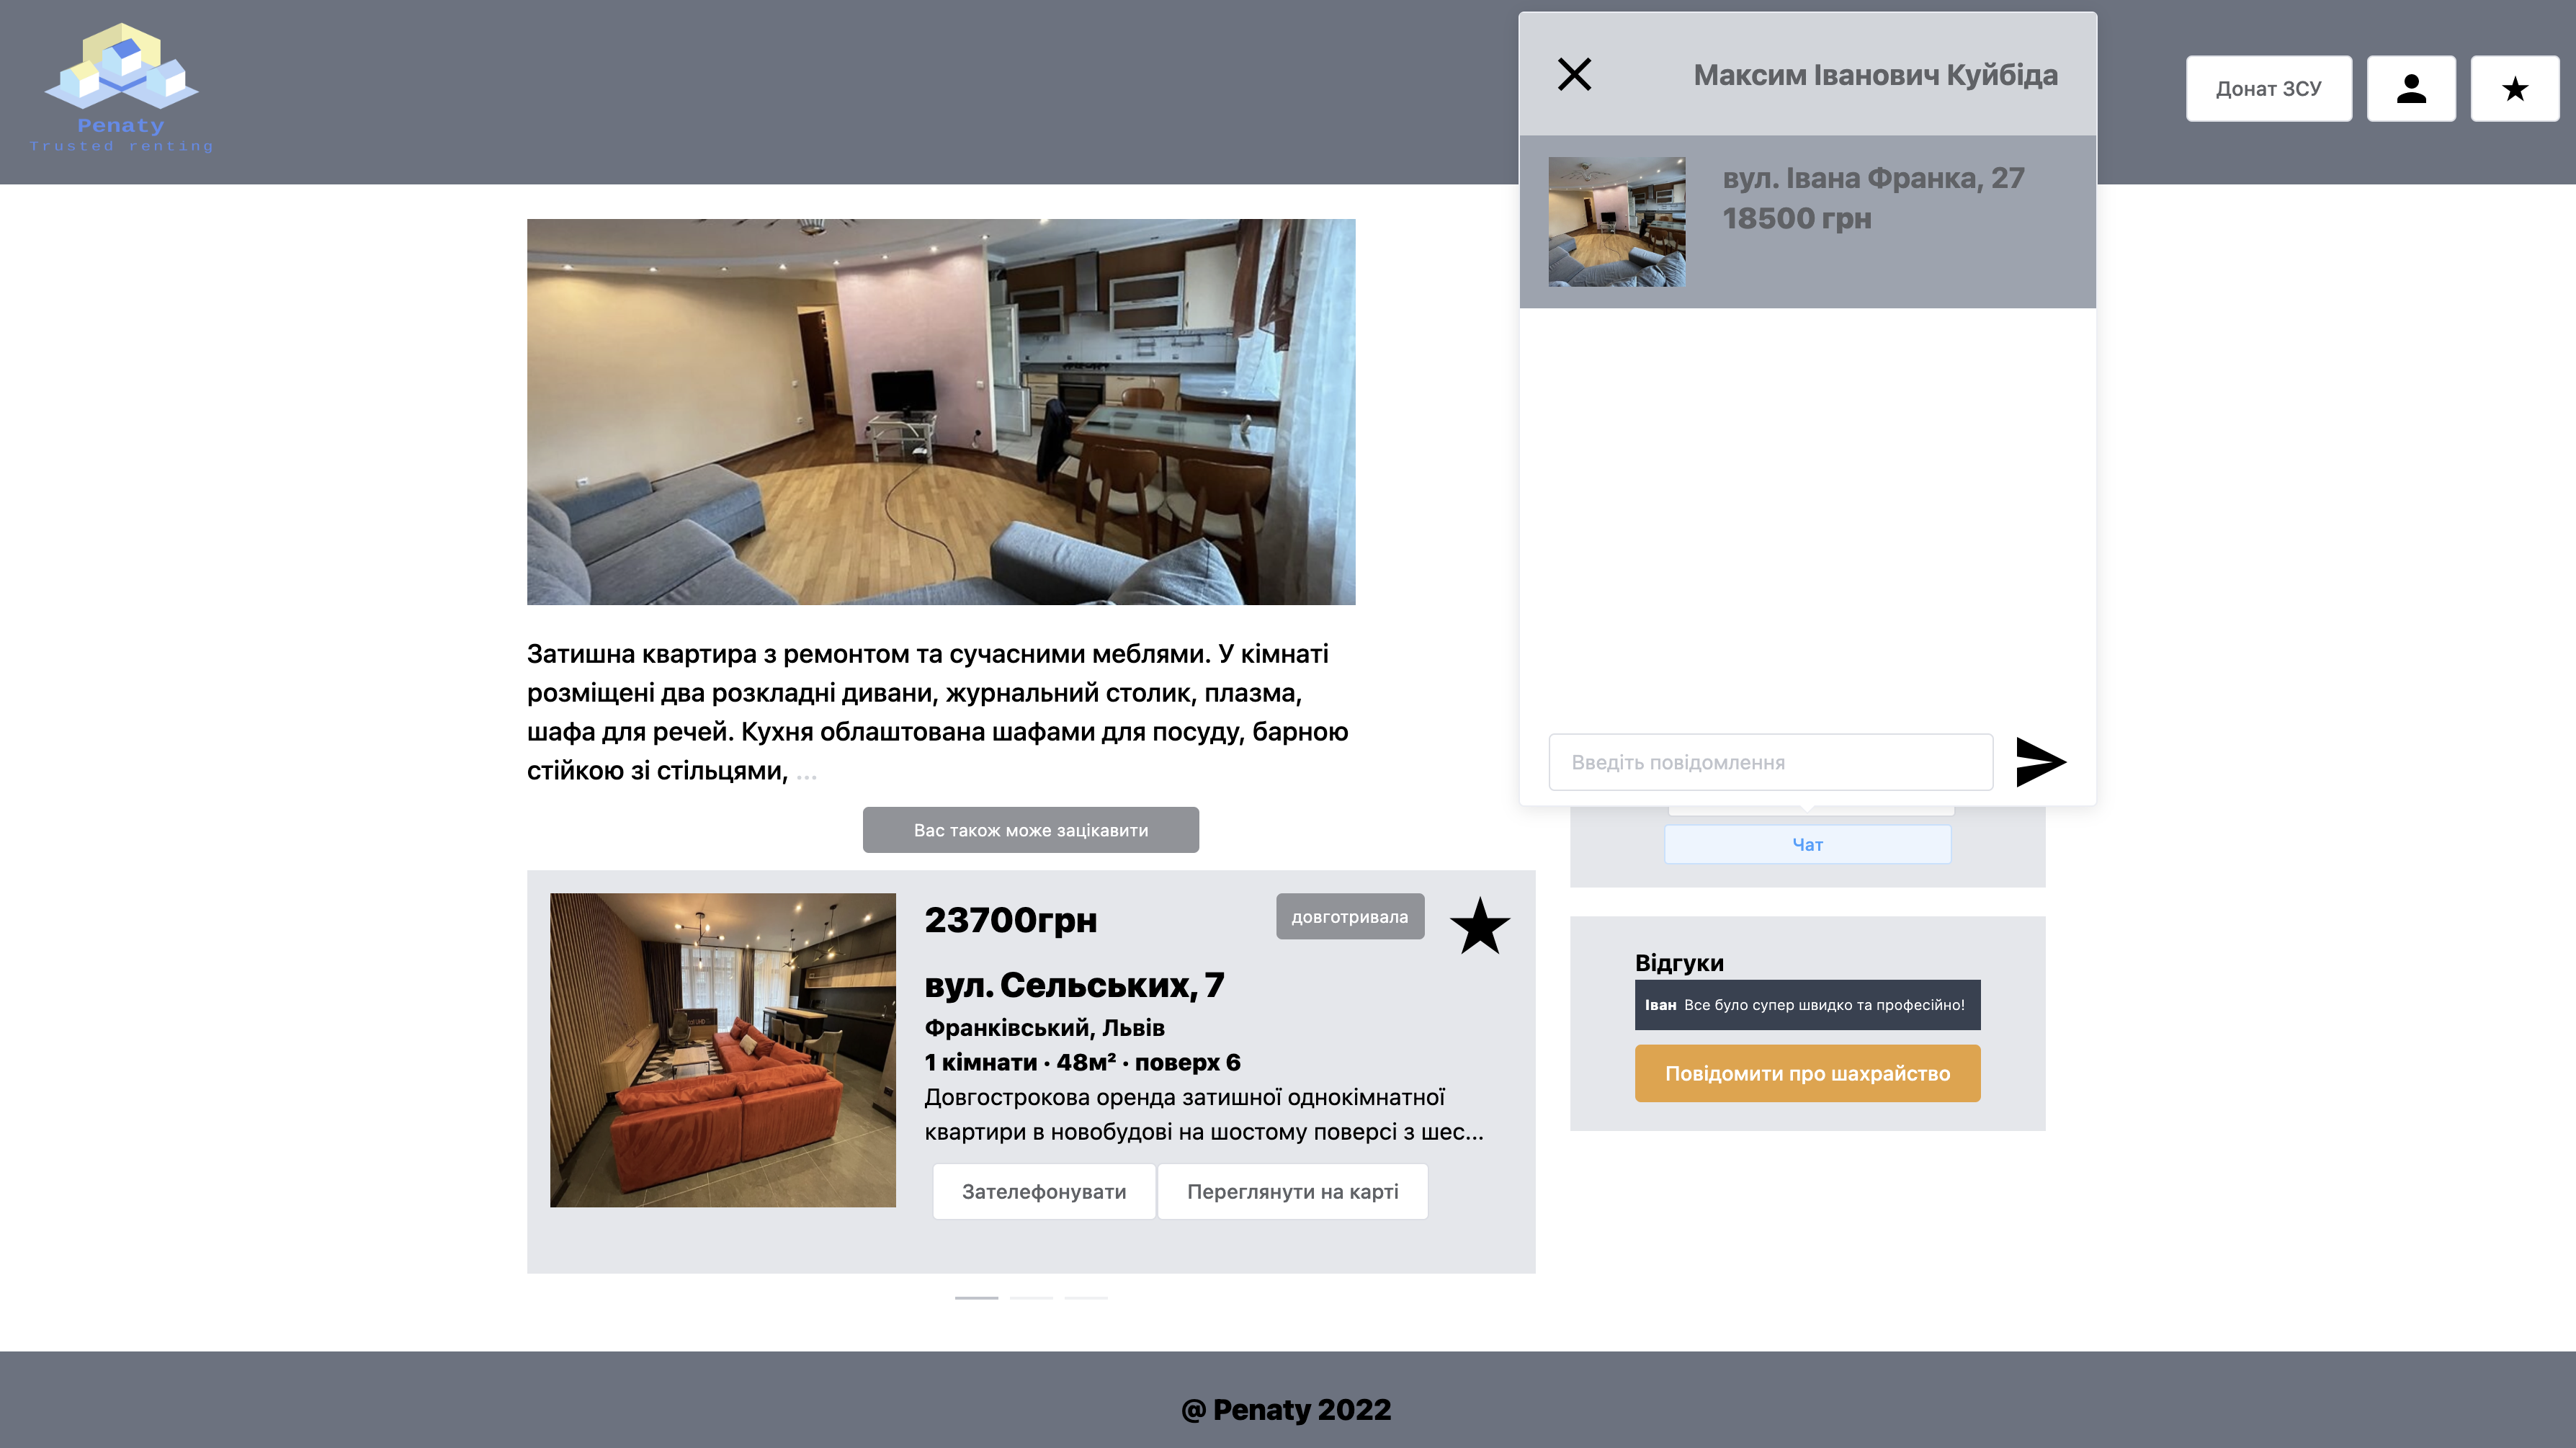 Penaty
Trusted renting
Максим Іванович Куйбіда
Донат ЗСУ
вул. Івана Франка, 27
18500 грн
Затишна квартира з ремонтом та сучасними меблями. У кімнаті
розміщені два розкладні дивани, журнальний столик, плазма,
шафа для речей. Кухня облаштована шафами для посуду, барною
стійкою зі стільцями, ...
Введіть повідомлення
Вас також може зацікавити
Чат
23700грн
довготривала
вул. Сельських, 7
Франківський, Львів
1 кімнати · 48м² · поверх 6
Довгострокова оренда затишної однокімнатної
квартири в новобудові на шостому поверсі з шес...
Зателефонувати
Переглянути на карті
Відгуки
Іван Все було супер швидко та професійно!
Повідомити про шахрайство
@ Penaty 2022